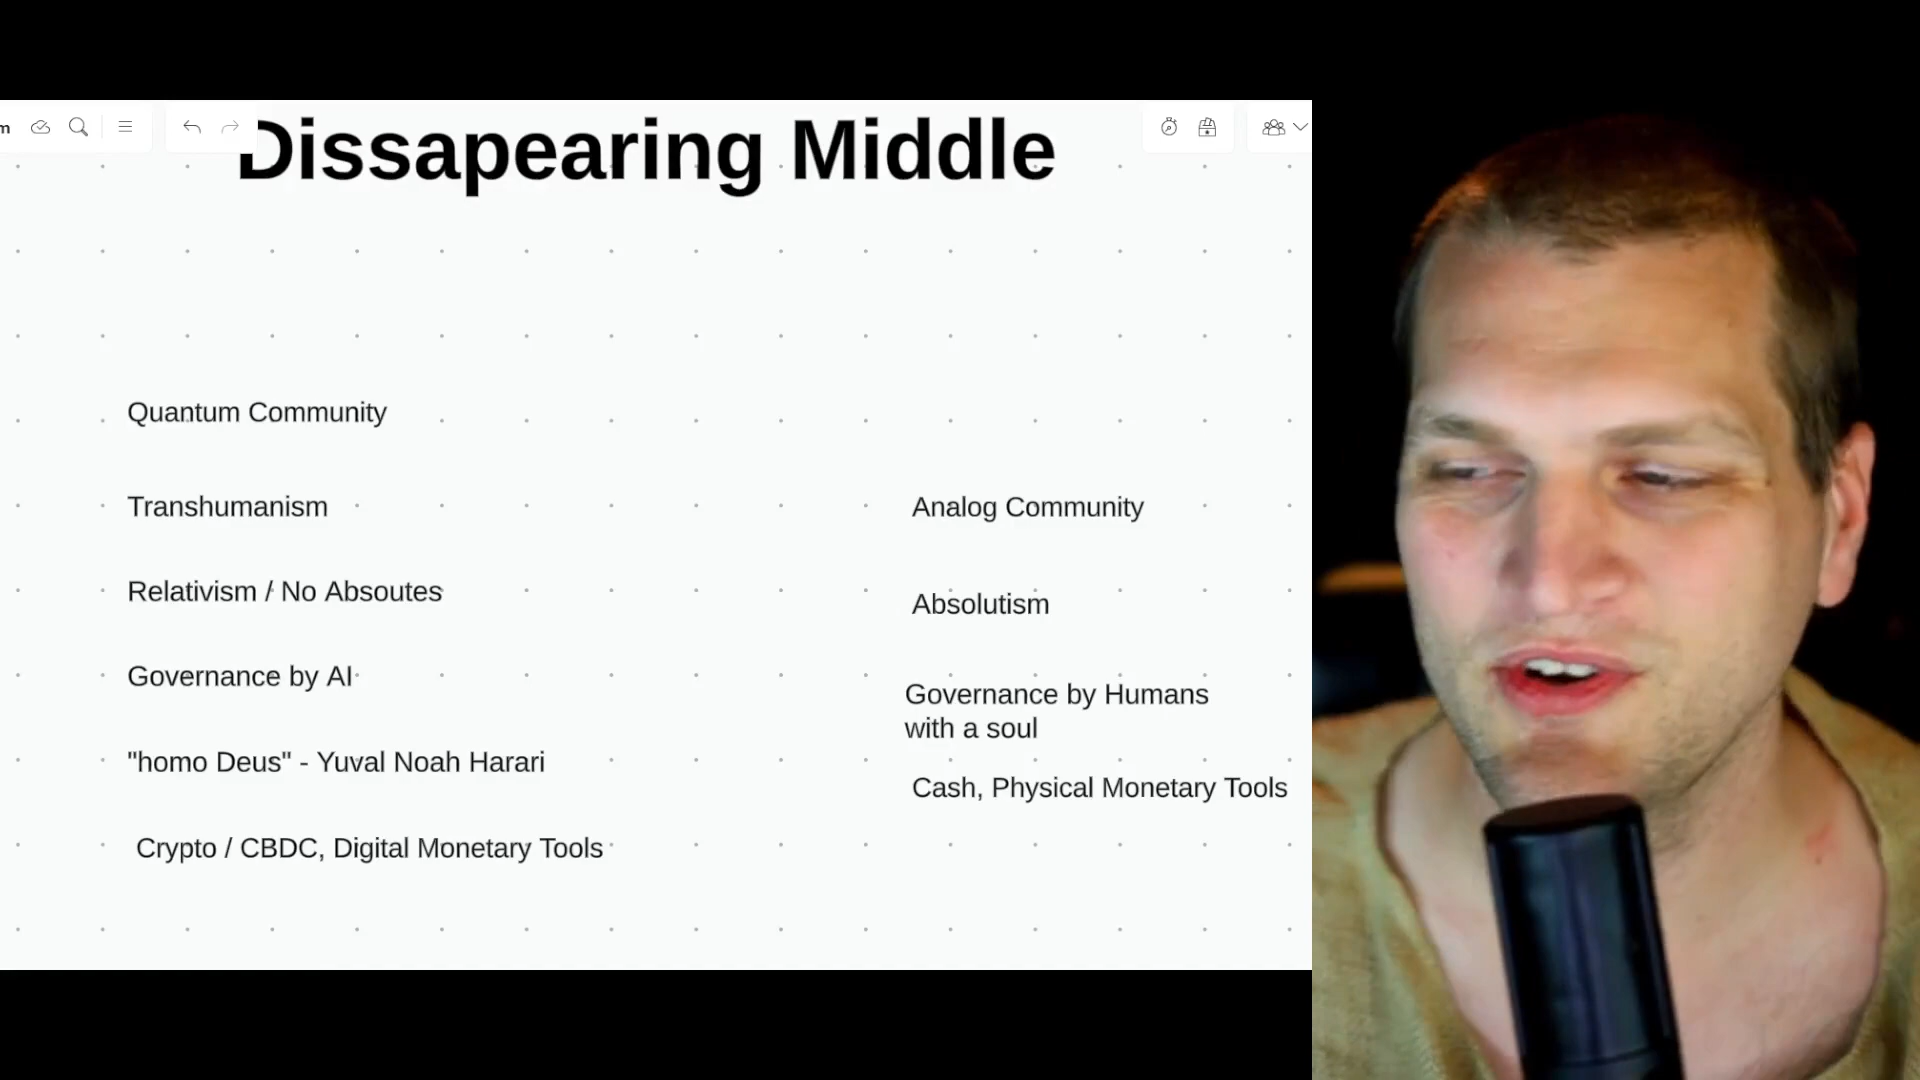 m
Dissapearing Middle
Quantum Community
Transhumanism
Relativism / No Absoutes
Governance by AI
"homo Deus" - Yuval Noah Harari
Crypto / CBDC, Digital Monetary Tools
Analog Community
Absolutism
Governance by Humans
with a soul
Cash, Physical Monetary Tools